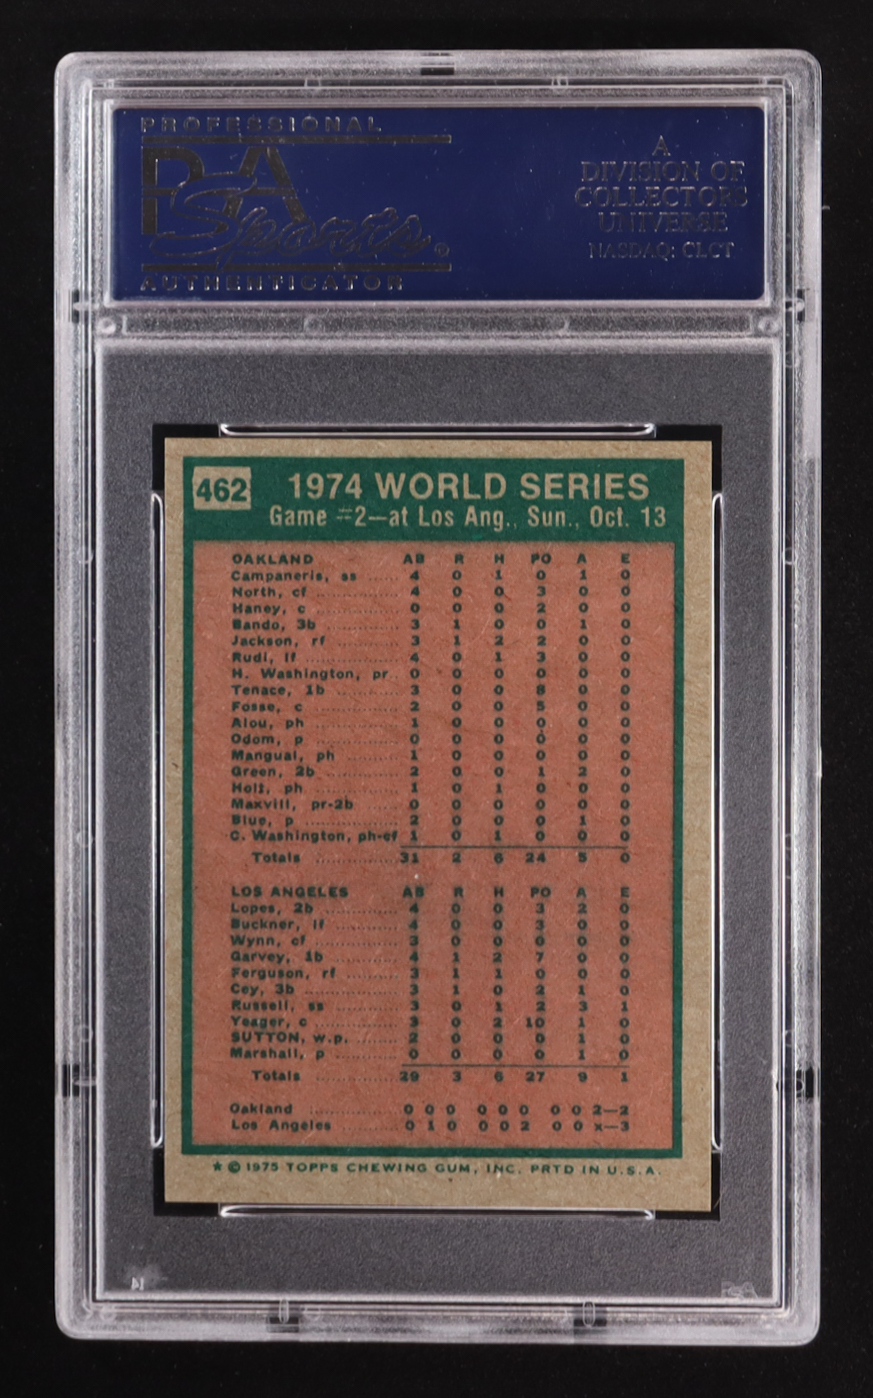 PROFESSIONAL
PSA
Sports®
AUTHENTICATOR
A
DIVISION OF
COLLECTORS
UNIVERSE
NASDAQ: CLCT
462 1974 WORLD SERIES
Game #2—at Los Ang., Sun., Oct. 13
OAKLAND AB R H PO A E
Campaneris, ss 4 0 1 0 1 0
North, cf 4 0 0 3 0 0
Haney, c 0 0 0 2 0 0
Bando, 3b 3 1 0 0 1 0
Jackson, rf 3 1 2 2 0 0
Rudi, lf 4 0 1 3 0 0
H. Washington, pr 0 0 0 0 0 0
Tenace, 1b 3 0 0 8 0 0
Fosse, c 2 0 0 5 0 0
Alou, ph 1 0 0 0 0 0
Odom, p 0 0 0 0 0 0
Mangual, ph 1 0 0 0 0 0
Green, 2b 2 0 0 1 2 0
Holt, ph 1 0 1 0 0 0
Maxvill, pr-2b 0 0 0 0 0 0
Blue, p 2 0 0 0 1 0
C. Washington, ph-cf 1 0 1 0 0 0
Totals 31 2 6 24 5 0
LOS ANGELES AB R H PO A E
Lopes, 2b 4 0 0 3 2 0
Buckner, lf 4 0 0 3 0 0
Wynn, cf 3 0 0 0 0 0
Garvey, 1b 4 1 2 7 0 0
Ferguson, rf 3 1 1 0 0 0
Cey, 3b 3 1 0 2 1 0
Russell, ss 3 0 1 2 3 1
Yeager, c 3 0 2 10 1 0
SUTTON, w.p. 2 0 0 0 1 0
Marshall, p 0 0 0 0 1 0
Totals 29 3 6 27 9 1
Oakland 0 0 0 0 0 0 0 0 2—2
Los Angeles 0 1 0 0 0 2 0 0 x—3
★ © 1975 TOPPS CHEWING GUM, INC. PRTD IN U.S.A.
14
PSA